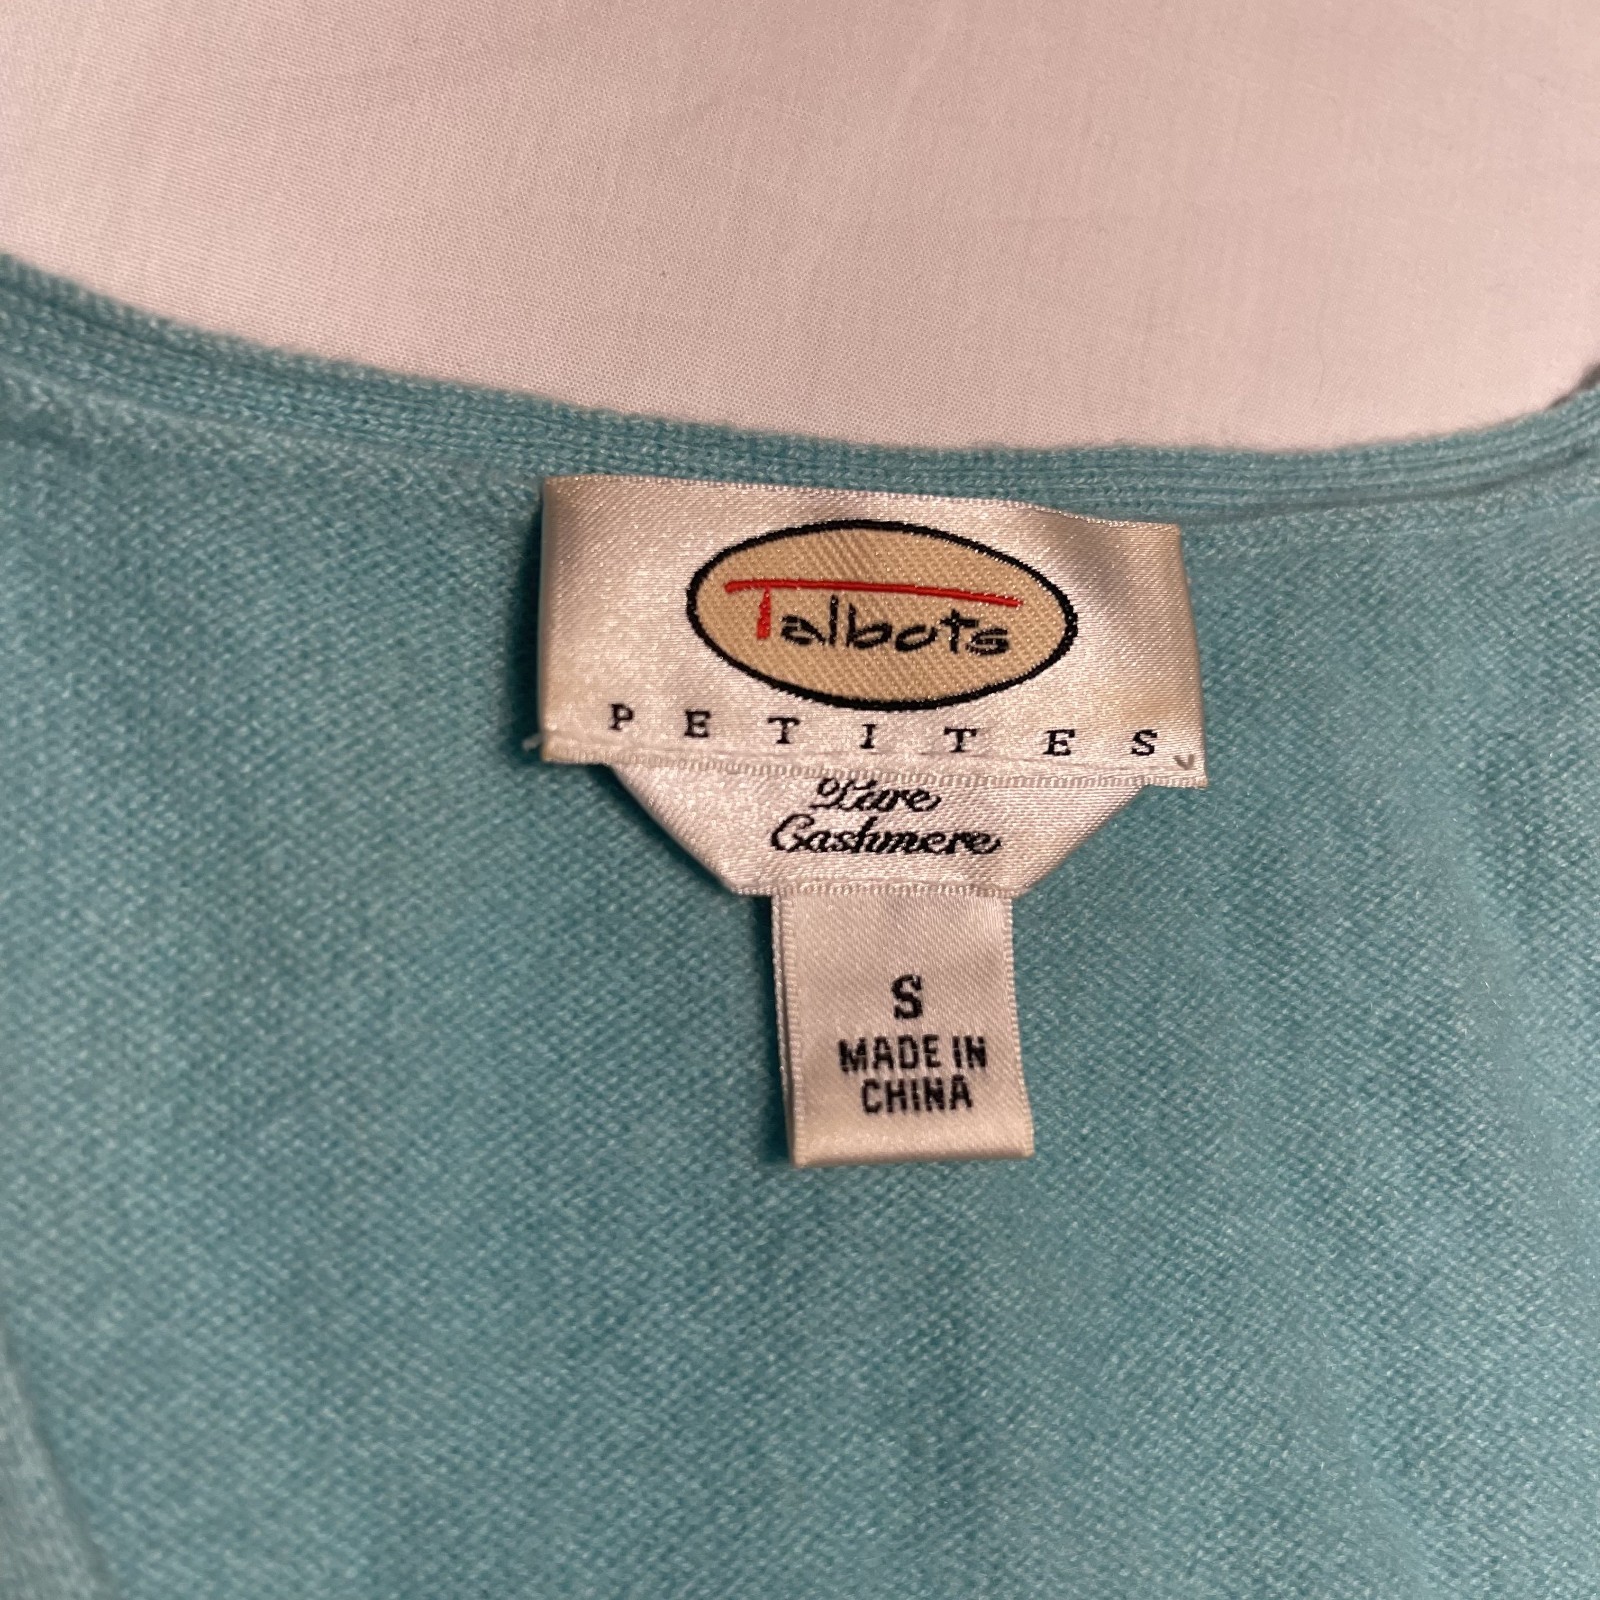 Talbots
PETITES
Pure
Cashmere
S
MADE IN
CHINA